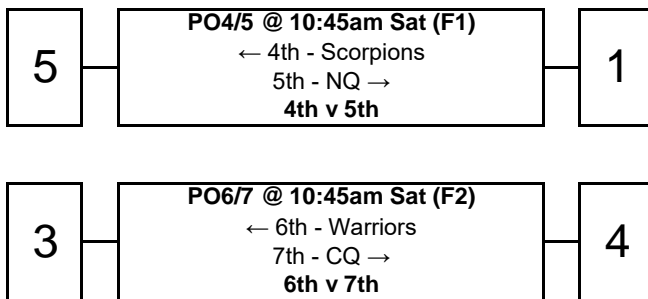 PO4/5 @ 10:45am Sat (F1)
5
← 4th - Scorpions
5th - NQ →
4th v 5th
1
PO6/7 @ 10:45am Sat (F2)
3
← 6th - Warriors
7th - CQ →
6th v 7th
4